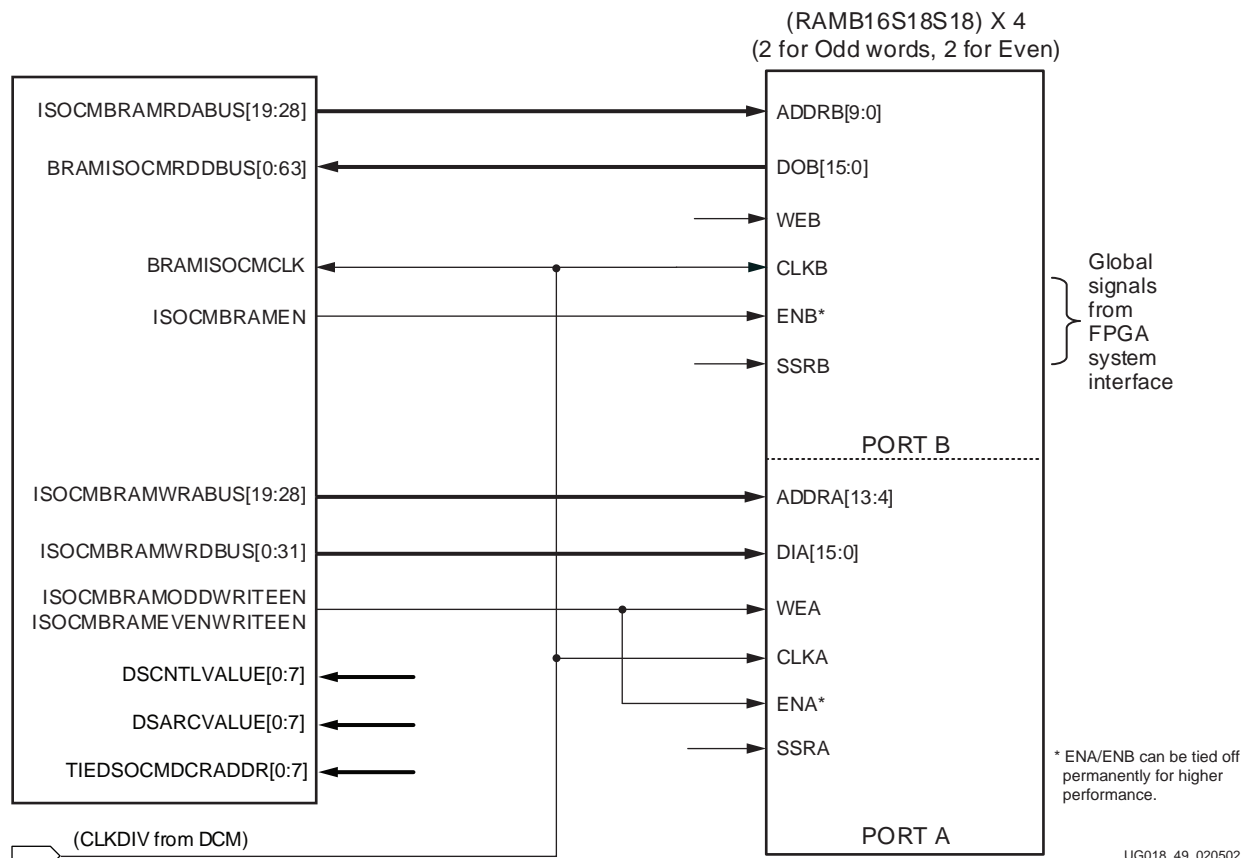 (RAMB16S18S18) X 4
(2 for Odd words, 2 for Even)
ISOCMBRAMRDABUS[19:28]
BRAMISOCMRDDBUS[0:63]
BRAMISOCMCLK
ISOCMBRAMEN
ISOCMBRAMWRABUS[19:28]
ISOCMBRAMWRDBUS[0:31]
ISOCMBRAMODDWRITEEN
ISOCMBRAMEVENWRITEEN
DSCNTLVALUE[0:7]
DSARCVALUE[0:7]
TIEDSOCMDCRADDR[0:7]
(CLKDIV from DCM)
ADDRB[9:0]
DOB[15:0]
WEB
CLKB
ENB*
SSRB
PORT B
ADDRA[13:4]
DIA[15:0]
WEA
CLKA
ENA*
SSRA
PORT A
Global
signals
from
FPGA
system
interface
* ENA/ENB can be tied off
permanently for higher
performance.
UG018_49_020502